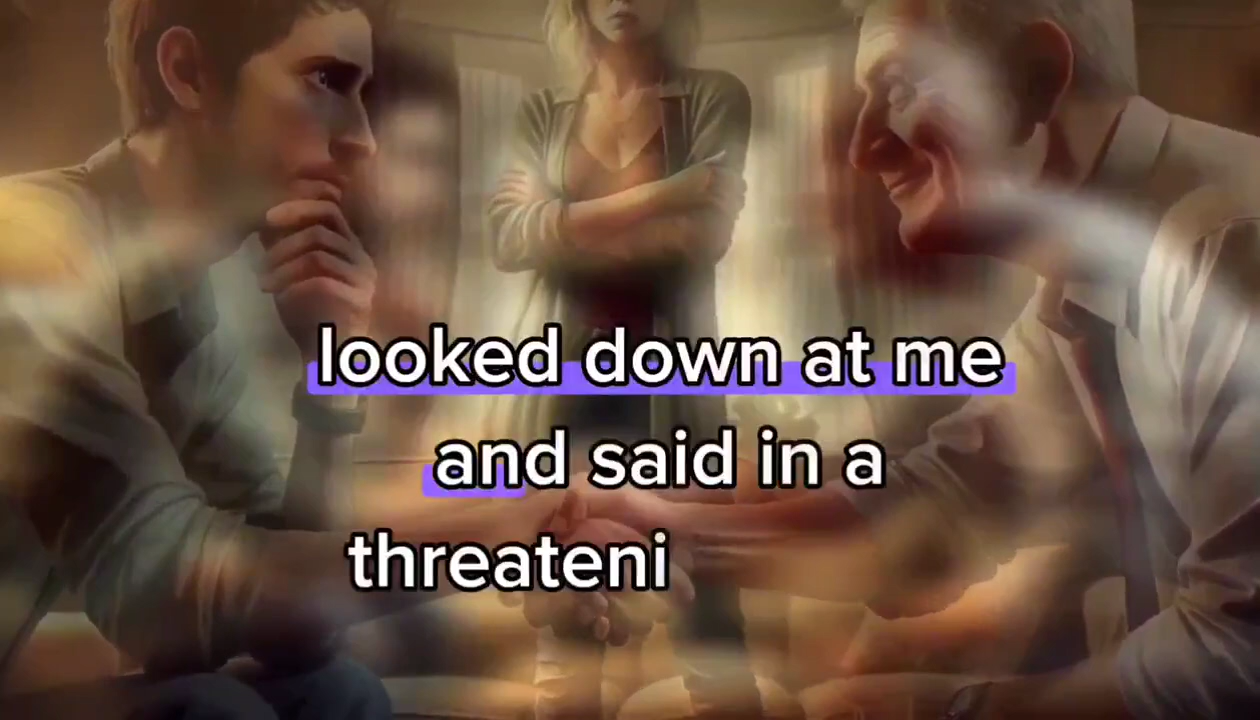 looked down at me
and said in a
threateni